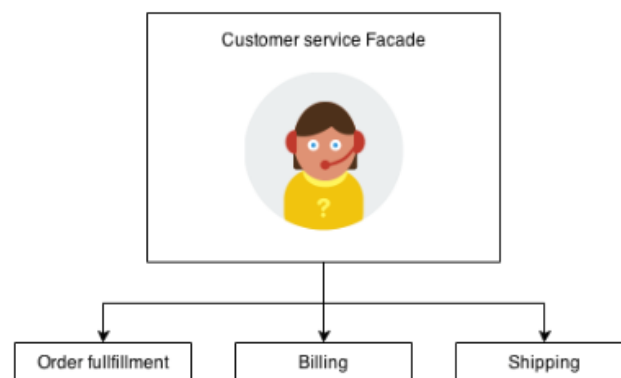 Customer service Facade
?
Order fullfillment
Billing
Shipping